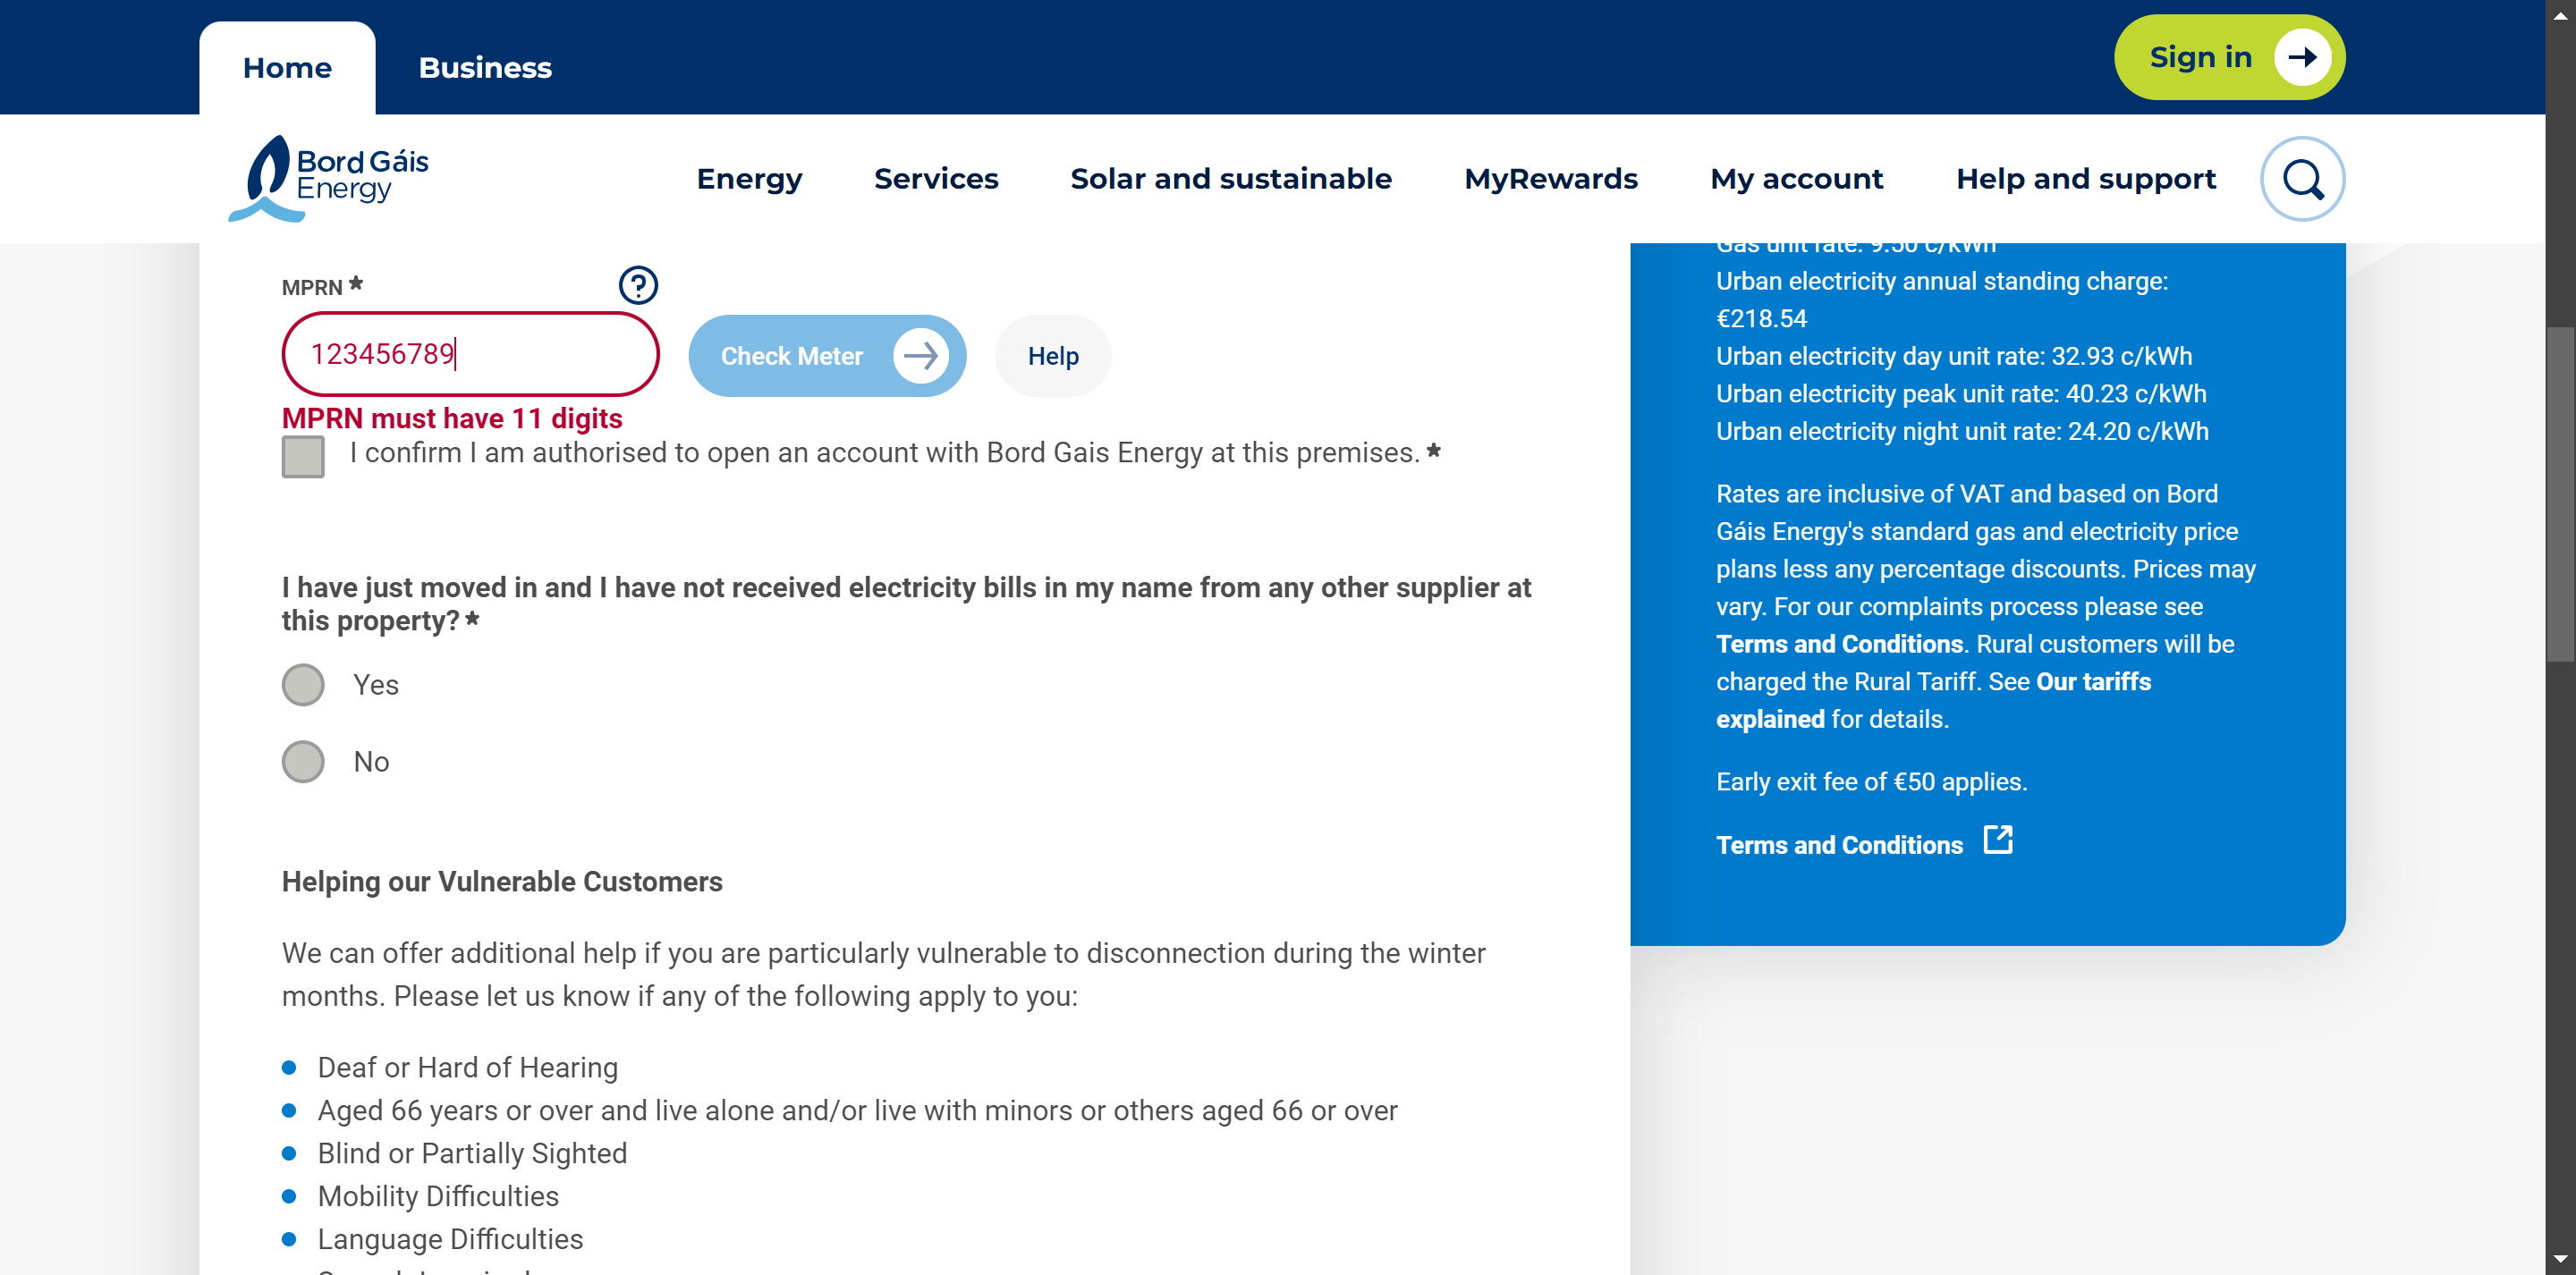 Home
Business
Sign in
Bord Gáis
Energy
Energy
Services
Solar and sustainable
MyRewards
My account
Help and support
MPRN *
123456789
Check Meter
Help
MPRN must have 11 digits
I confirm I am authorised to open an account with Bord Gais Energy at this premises. *
I have just moved in and I have not received electricity bills in my name from any other supplier at
this property? *
Yes
No
Helping our Vulnerable Customers
We can offer additional help if you are particularly vulnerable to disconnection during the winter
months. Please let us know if any of the following apply to you:
Deaf or Hard of Hearing
Aged 66 years or over and live alone and/or live with minors or others aged 66 or over
Blind or Partially Sighted
Mobility Difficulties
Language Difficulties
Gas unit rate: 9.50 c/kWh
Urban electricity annual standing charge:
€218.54
Urban electricity day unit rate: 32.93 c/kWh
Urban electricity peak unit rate: 40.23 c/kWh
Urban electricity night unit rate: 24.20 c/kWh
Rates are inclusive of VAT and based on Bord
Gáis Energy's standard gas and electricity price
plans less any percentage discounts. Prices may
vary. For our complaints process please see
Terms and Conditions. Rural customers will be
charged the Rural Tariff. See Our tariffs
explained for details.
Early exit fee of €50 applies.
Terms and Conditions